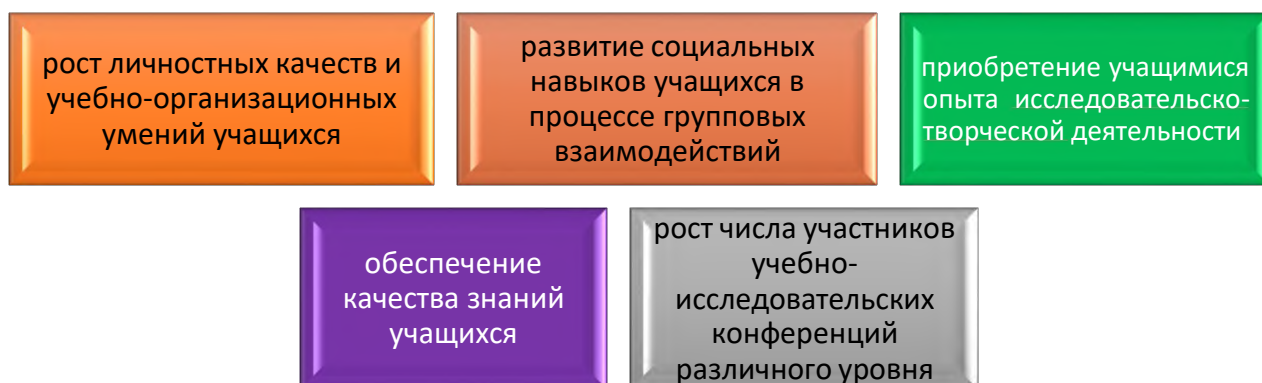 рост личностных качеств и
учебно-организационных
умений учащихся
развитие социальных
навыков учащихся в
процессе групповых
взаимодействий
приобретение учащимися
опыта исследовательско-
творческой деятельности
обеспечение
качества знаний
учащихся
рост числа участников
учебно-
исследовательских
конференций
различного уровня